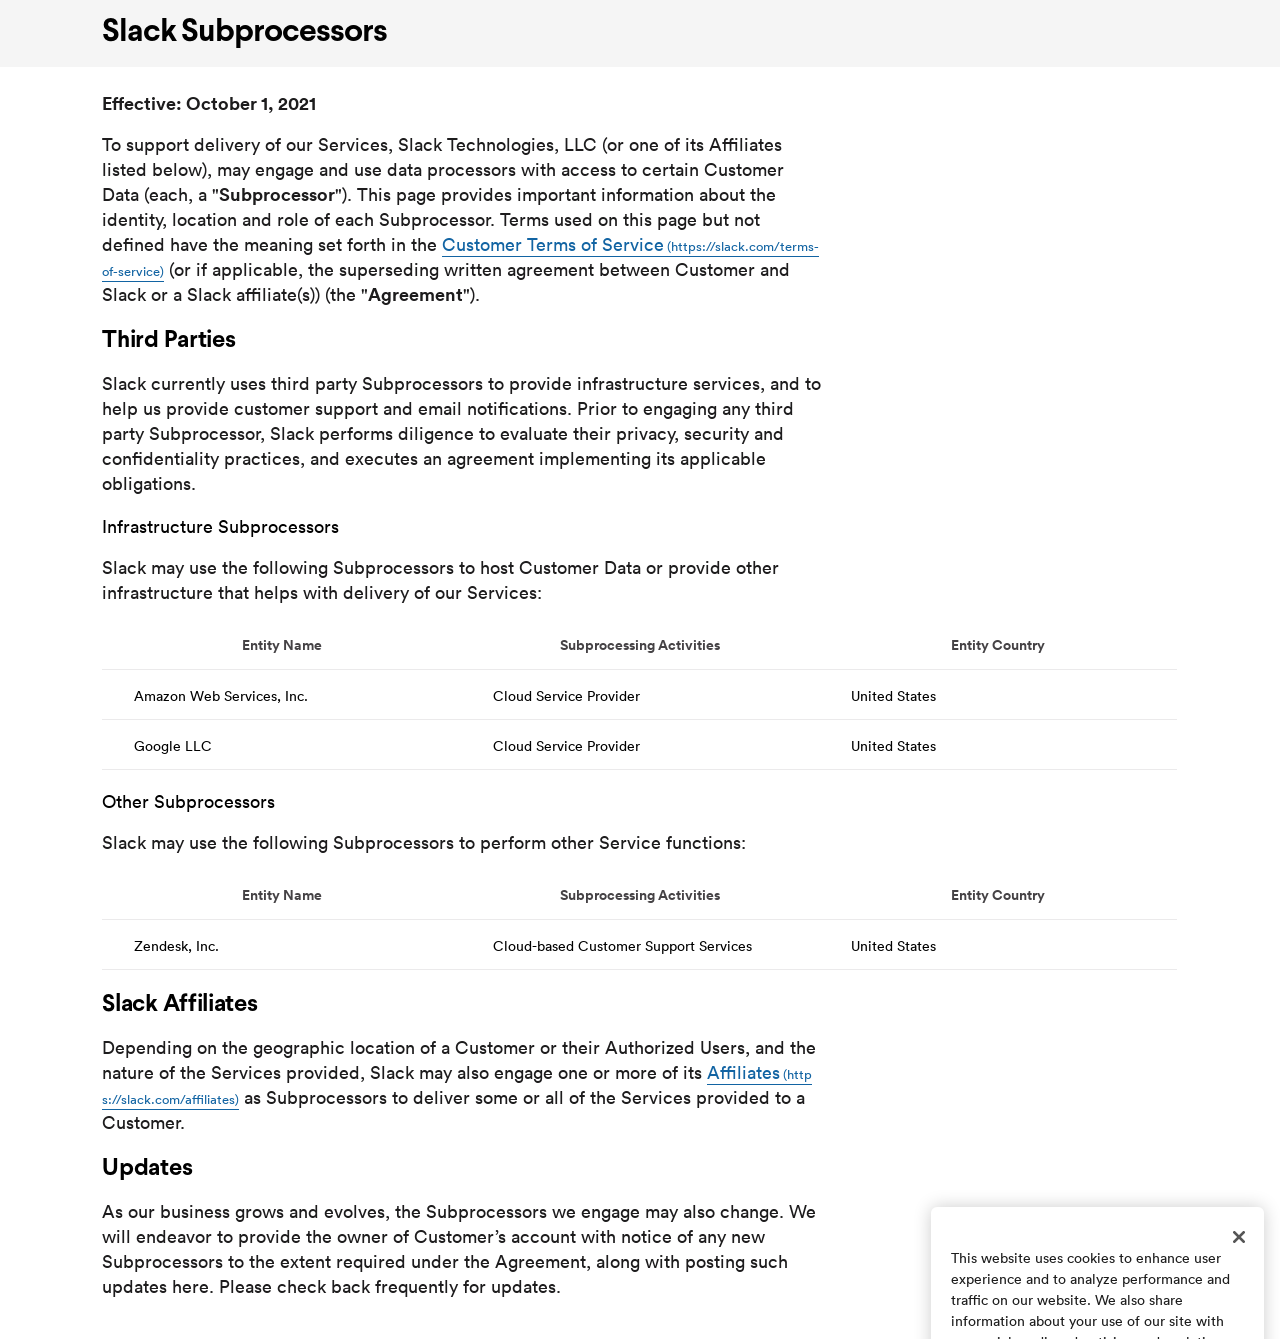 Slack Subprocessors
Effective: October 1, 2021
To support delivery of our Services, Slack Technologies, LLC (or one of its Affiliates
listed below), may engage and use data processors with access to certain Customer
Data (each, a "Subprocessor"). This page provides important information about the
identity, location and role of each Subprocessor. Terms used on this page but not
defined have the meaning set forth in the Customer Terms of Service (https://slack.com/terms-
of-service) (or if applicable, the superseding written agreement between Customer and
Slack or a Slack affiliate(s)) (the "Agreement").
Third Parties
Slack currently uses third party Subprocessors to provide infrastructure services, and to
help us provide customer support and email notifications. Prior to engaging any third
party Subprocessor, Slack performs diligence to evaluate their privacy, security and
confidentiality practices, and executes an agreement implementing its applicable
obligations.
Infrastructure Subprocessors
Slack may use the following Subprocessors to host Customer Data or provide other
infrastructure that helps with delivery of our Services:
Entity Name Subprocessing Activities Entity Country
Amazon Web Services, Inc. Cloud Service Provider United States
Google LLC Cloud Service Provider United States
Other Subprocessors
Slack may use the following Subprocessors to perform other Service functions:
Entity Name Subprocessing Activities Entity Country
Zendesk, Inc. Cloud-based Customer Support Services United States
Slack Affiliates
Depending on the geographic location of a Customer or their Authorized Users, and the
nature of the Services provided, Slack may also engage one or more of its Affiliates (http
s://slack.com/affiliates) as Subprocessors to deliver some or all of the Services provided to a
Customer.
Updates
As our business grows and evolves, the Subprocessors we engage may also change. We
will endeavor to provide the owner of Customer’s account with notice of any new
Subprocessors to the extent required under the Agreement, along with posting such
updates here. Please check back frequently for updates.
This website uses cookies to enhance user
experience and to analyze performance and
traffic on our website. We also share
information about your use of our site with